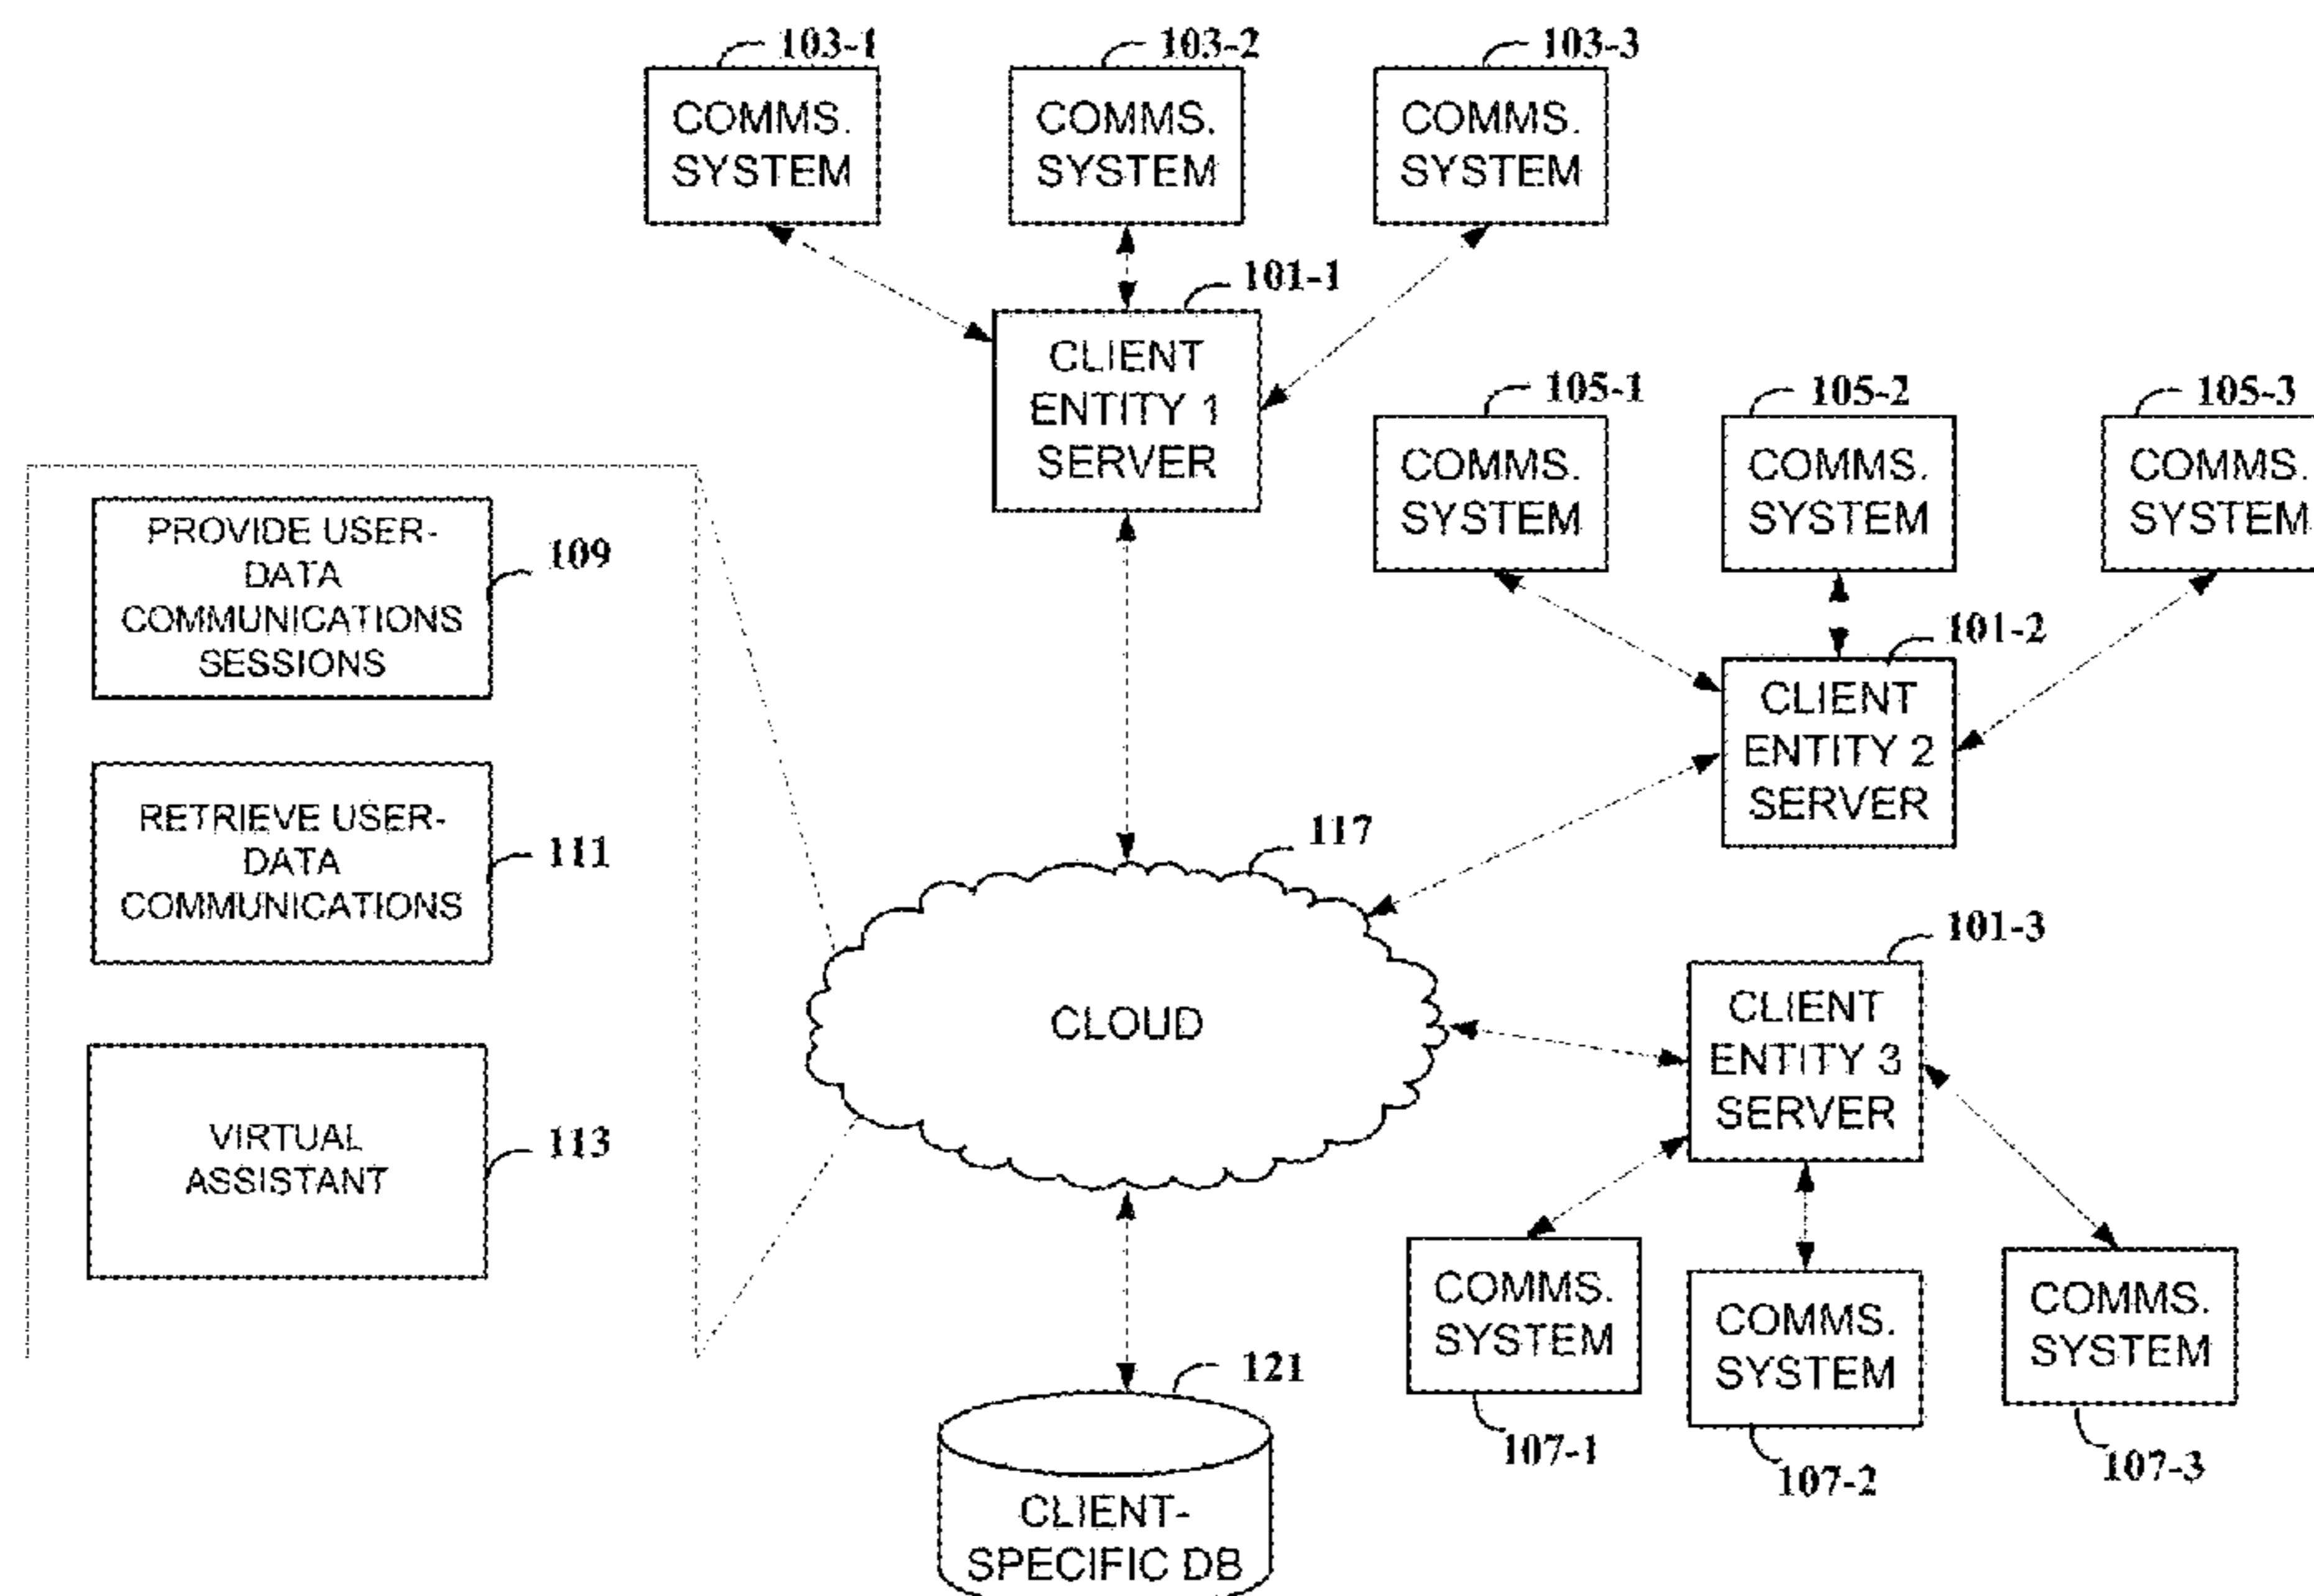 103-1
COMMS.
SYSTEM
103-2
COMMS.
SYSTEM
103-3
COMMS.
SYSTEM
101-1
CLIENT
ENTITY 1
SERVER
105-1
COMMS.
SYSTEM
105-2
COMMS.
SYSTEM
105-3
COMMS.
SYSTEM
101-2
CLIENT
ENTITY 2
SERVER
PROVIDE USER-
DATA
COMMUNICATIONS
SESSIONS
109
RETRIEVE USER-
DATA
COMMUNICATIONS
111
VIRTUAL
ASSISTANT
113
117
CLOUD
101-3
CLIENT
ENTITY 3
SERVER
COMMS.
SYSTEM
107-1
COMMS.
SYSTEM
107-2
COMMS.
SYSTEM
107-3
121
CLIENT-
SPECIFIC DB